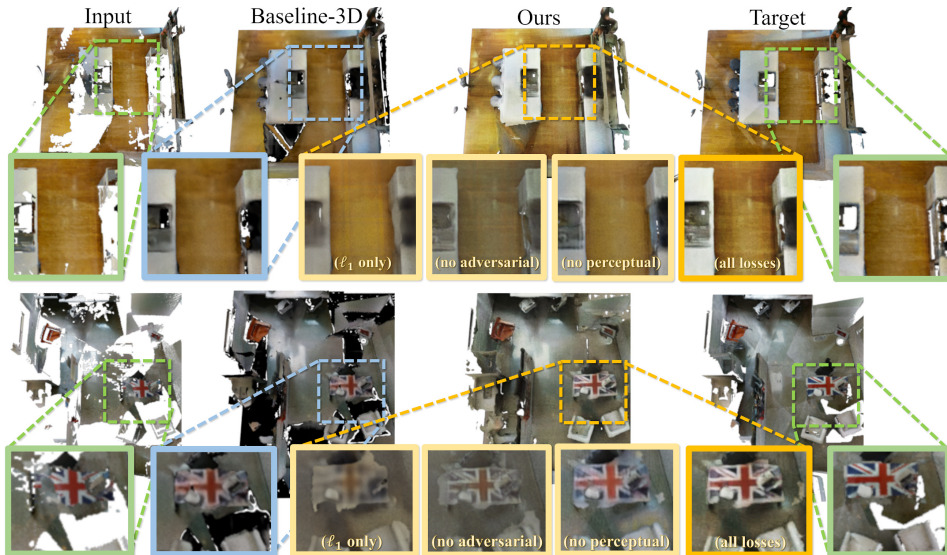 Input
Baseline-3D
Ours
Target
(ℓ₁ only)
(no adversarial)
(no perceptual)
(all losses)
(ℓ₁ only)
(no adversarial)
(no perceptual)
(all losses)